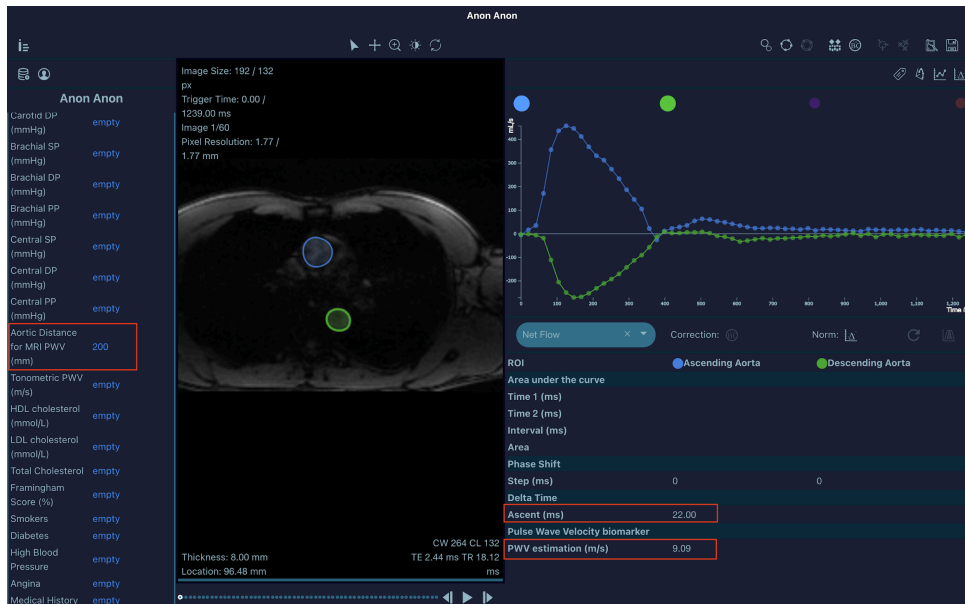 Anon Anon
Anon Anon
Carotid DP
(mmHg)
empty
Brachial SP
(mmHg)
empty
Brachial DP
(mmHg)
empty
Brachial PP
(mmHg)
empty
Central SP
(mmHg)
empty
Central DP
(mmHg)
empty
Central PP
(mmHg)
empty
Aortic Distance
for MRI PWV
(mm)
200
Tonometric PWV
(m/s)
empty
HDL cholesterol
(mmol/L)
empty
LDL cholesterol
(mmol/L)
empty
Total Cholesterol empty
Framingham
Score (%)
empty
Smokers empty
Diabetes empty
High Blood
Pressure
empty
Angina empty
Medical History empty
Image Size: 192 / 132
px
Trigger Time: 0.00 /
1239.00 ms
Image 1/60
Pixel Resolution: 1.77 /
1.77 mm
CW 264 CL 132
Thickness: 8.00 mm TE 2.44 ms TR 18.12
Location: 96.48 mm ms
mL/s
400
300
200
100
0
-100
-200
0 100 200 300 400 500 600 700 800 900 1,000 1,100 1,200
Time
Net Flow × Correction: Norm:
ROI Ascending Aorta Descending Aorta
Area under the curve
Time 1 (ms)
Time 2 (ms)
Interval (ms)
Area
Phase Shift
Step (ms) 0 0
Delta Time
Ascent (ms) 22.00
Pulse Wave Velocity biomarker
PWV estimation (m/s) 9.09